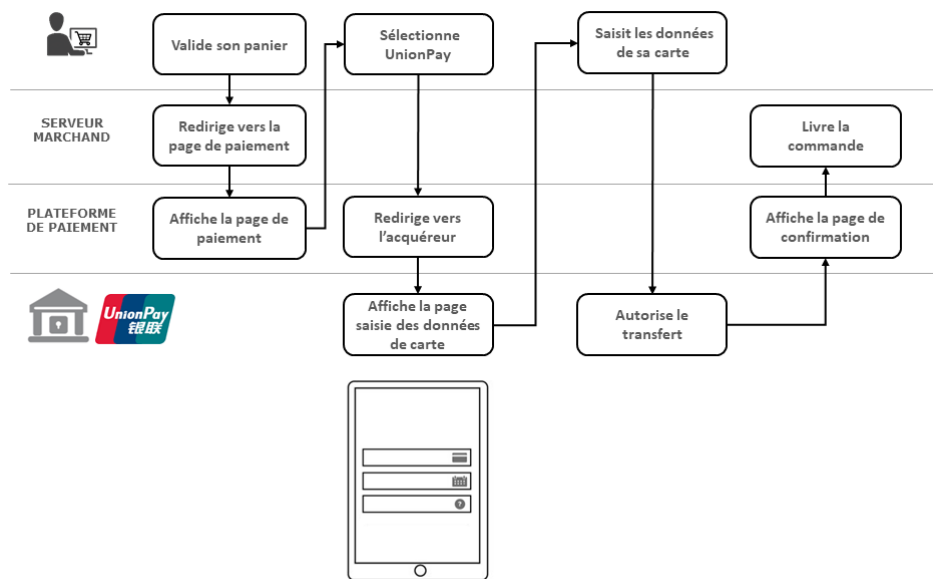 Valide son panier
Sélectionne
UnionPay
Saisit les données
de sa carte
SERVEUR
MARCHAND
Redirige vers la
page de paiement
Livre la
commande
PLATEFORME
DE PAIEMENT
Affiche la page de
paiement
Redirige vers
l’acquéreur
Affiche la page de
confirmation
UnionPay
银联
Affiche la page
saisie des données
de carte
Autorise le
transfert